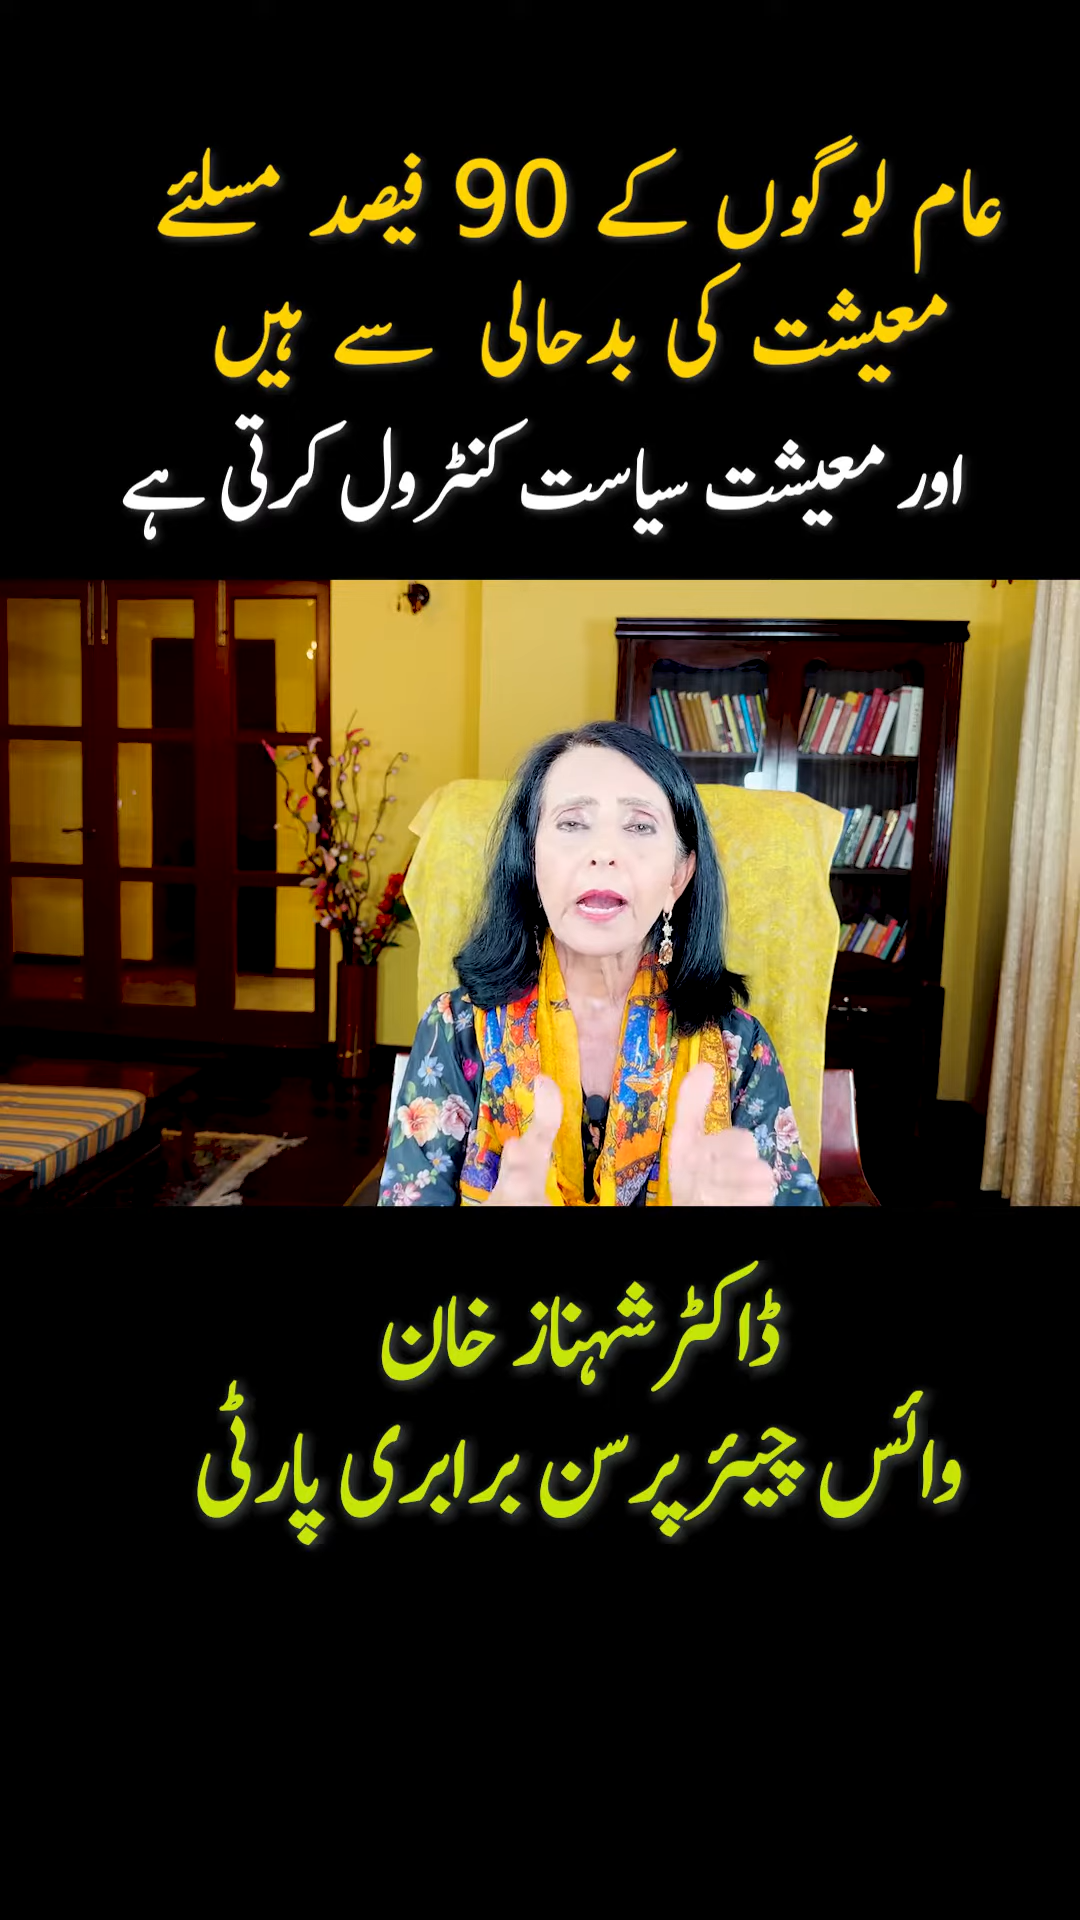 عام لوگوں کے 90 فیصد مسلئے
معیشت کی بدحالی سے ہیں
اور معیشت سیاست کنٹرول کرتی ہے
ڈاکٹر شہناز خان
وائس چیئرپرسن برابری پارٹی